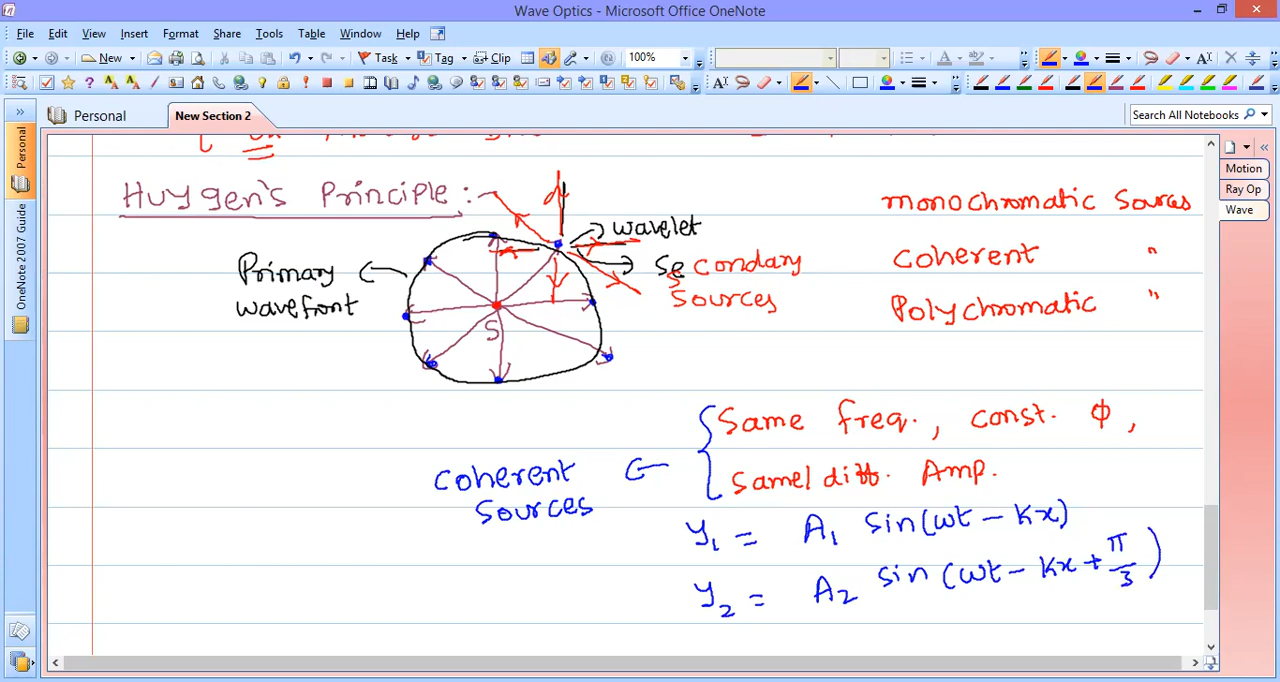 Wave Optics - Microsoft Office OneNote
File Edit View Insert Format Share Tools Table Window Help
New Task Tag Clip 100%
Personal New Section 2 Search All Notebooks
Personal
OneNote 2007 Guide
Motion
Ray Op
Wave
Huygen's Principle :-
monochromatic Sources
wavelet
Secondary
Sources
Coherent "
Primary
wavefront
Polychromatic "
S
Same freq., const. φ,
Same/ diff. Amp.
Coherent
Sources
y₁ = A₁ sin(ωt - kx)
y₂ = A₂ sin(ωt - kx + π/3)